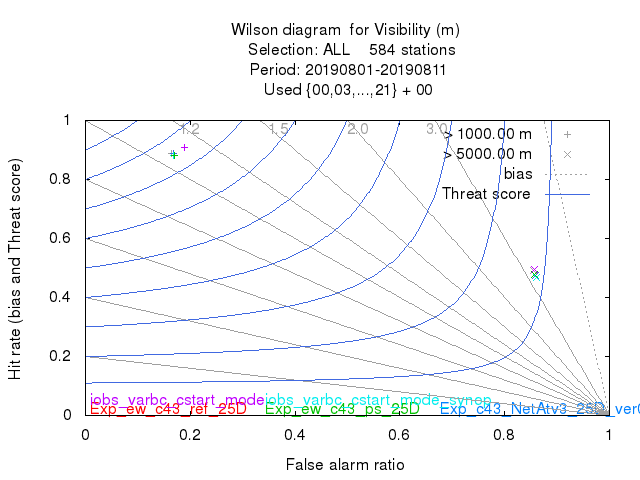 Wilson diagram for Visibility (m)
Selection: ALL 584 stations
Period: 20190801-20190811
Used {00,03,...,21} + 00
Hit rate (bias and Threat score)
1
0.8
0.6
0.4
0.2
0
1.2 1.5 2.0 3.0
> 1000.00 m
> 5000.00 m
bias
Threat score
iobs_varbc_cstart_mode iobs_varbc_cstart_mode_synop
Exp_ew_c43_ref_25D Exp_ew_c43_ps_25D Exp_c43_NetAtv3_25D_ver
0 0.2 0.4 0.6 0.8 1
False alarm ratio